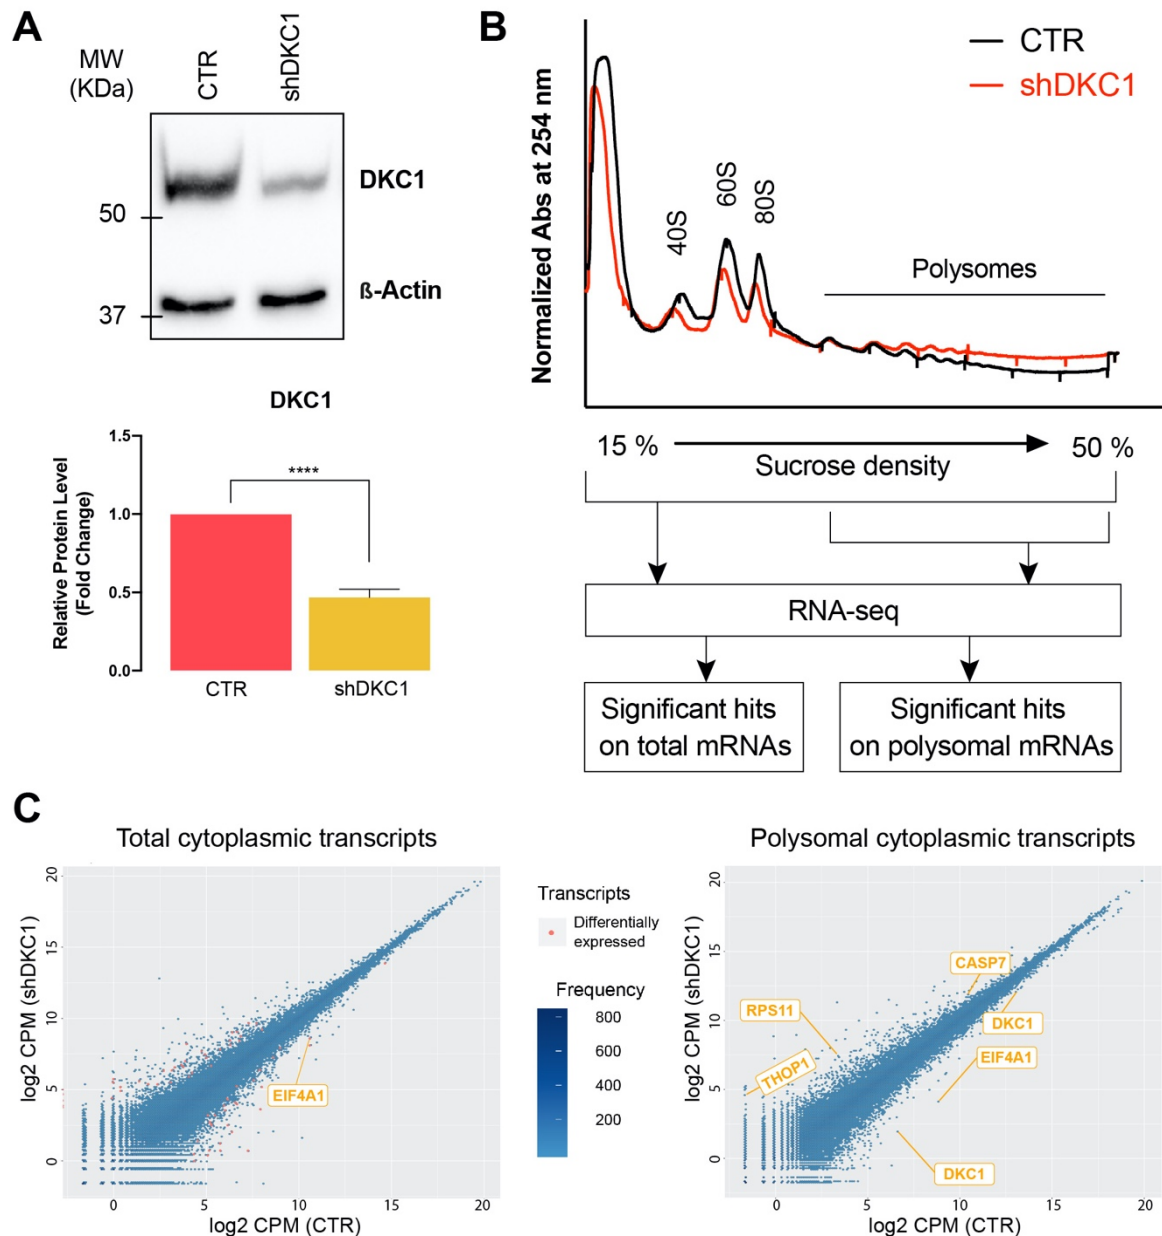 A
MW
(KDa)
CTR
shDKC1
DKC1
50
ß-Actin
37
DKC1
Relative Protein Level
(Fold Change)
1.5
1.0
0.5
0.0
****
CTR
shDKC1
B
CTR
shDKC1
Normalized Abs at 254 nm
40S
60S
80S
Polysomes
15 %
50 %
Sucrose density
RNA-seq
Significant hits
on total mRNAs
Significant hits
on polysomal mRNAs
C
Total cytoplasmic transcripts
log2 CPM (shDKC1)
20
15
10
5
0
EIF4A1
0
5
10
15
20
log2 CPM (CTR)
Transcripts
Differentially
expressed
Frequency
800
600
400
200
Polysomal cytoplasmic transcripts
log2 CPM (shDKC1)
20
15
10
5
0
CASP7
RPS11
DKC1
THOP1
EIF4A1
DKC1
0
5
10
15
20
log2 CPM (CTR)